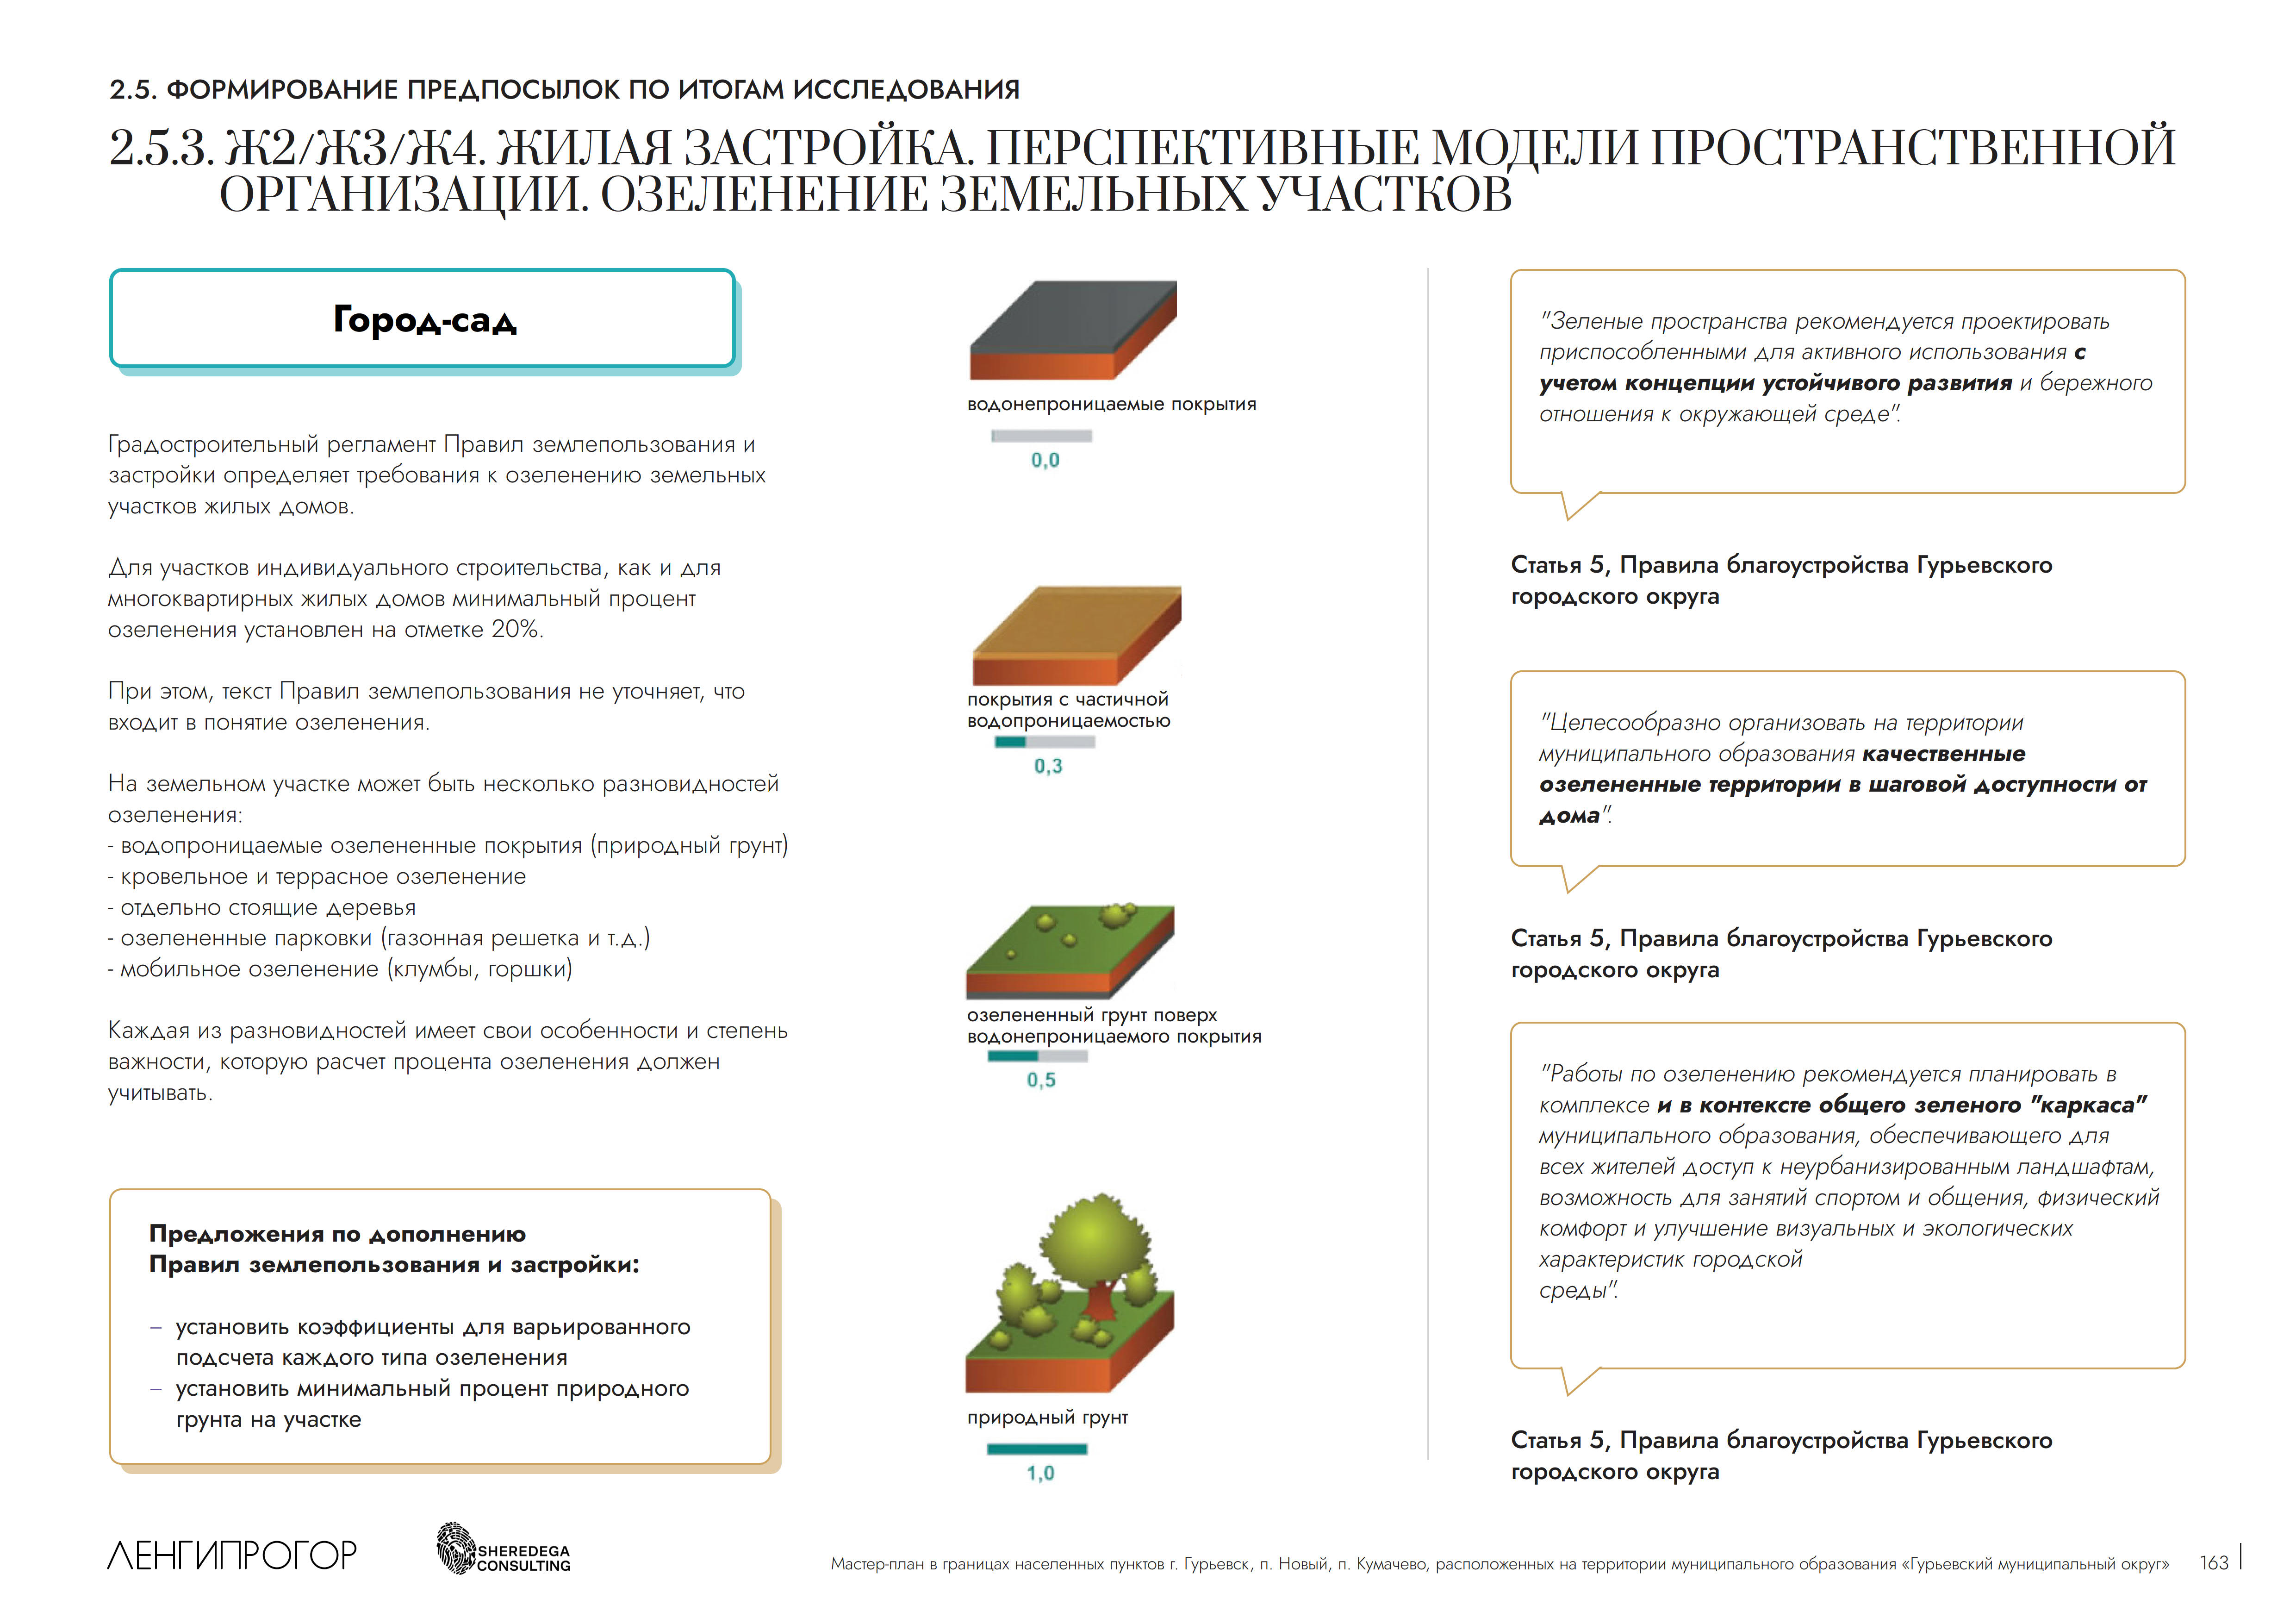 2.5. ФОРМИРОВАНИЕ ПРЕДПОСЫЛОК ПО ИТОГАМ ИССЛЕДОВАНИЯ
2.5.3. Ж2/Ж3/Ж4. ЖИЛАЯ ЗАСТРОЙКА. ПЕРСПЕКТИВНЫЕ МОДЕЛИ ПРОСТРАНСТВЕННОЙ
ОРГАНИЗАЦИИ. ОЗЕЛЕНЕНИЕ ЗЕМЕЛЬНЫХ УЧАСТКОВ
Город-сад
Градостроительный регламент Правил землепользования и
застройки определяет требования к озеленению земельных
участков жилых домов.
Для участков индивидуального строительства, как и для
многоквартирных жилых домов минимальный процент
озеленения установлен на отметке 20%.
При этом, текст Правил землепользования не уточняет, что
входит в понятие озеленения.
На земельном участке может быть несколько разновидностей
озеленения:
- водопроницаемые озелененные покрытия (природный грунт)
- кровельное и террасное озеленение
- отдельно стоящие деревья
- озелененные парковки (газонная решетка и т.д.)
- мобильное озеленение (клумбы, горшки)
Каждая из разновидностей имеет свои особенности и степень
важности, которую расчет процента озеленения должен
учитывать.
Предложения по дополнению
Правил землепользования и застройки:
– установить коэффициенты для варьированного
подсчета каждого типа озеленения
– установить минимальный процент природного
грунта на участке
водонепроницаемые покрытия
0,0
покрытия с частичной
водопроницаемостью
0,3
озелененный грунт поверх
водонепроницаемого покрытия
0,5
природный грунт
1,0
"Зеленые пространства рекомендуется проектировать
приспособленными для активного использования с
учетом концепции устойчивого развития и бережного
отношения к окружающей среде".
Статья 5, Правила благоустройства Гурьевского
городского округа
"Целесообразно организовать на территории
муниципального образования качественные
озелененные территории в шаговой доступности от
дома".
Статья 5, Правила благоустройства Гурьевского
городского округа
"Работы по озеленению рекомендуется планировать в
комплексе и в контексте общего зеленого "каркаса"
муниципального образования, обеспечивающего для
всех жителей доступ к неурбанизированным ландшафтам,
возможность для занятий спортом и общения, физический
комфорт и улучшение визуальных и экологических
характеристик городской
среды".
Статья 5, Правила благоустройства Гурьевского
городского округа
ЛЕНГИПРОГОР
SHEREDEGA
CONSULTING
Мастер-план в границах населенных пунктов г. Гурьевск, п. Новый, п. Кумачево, расположенных на территории муниципального образования «Гурьевский муниципальный округ»
163